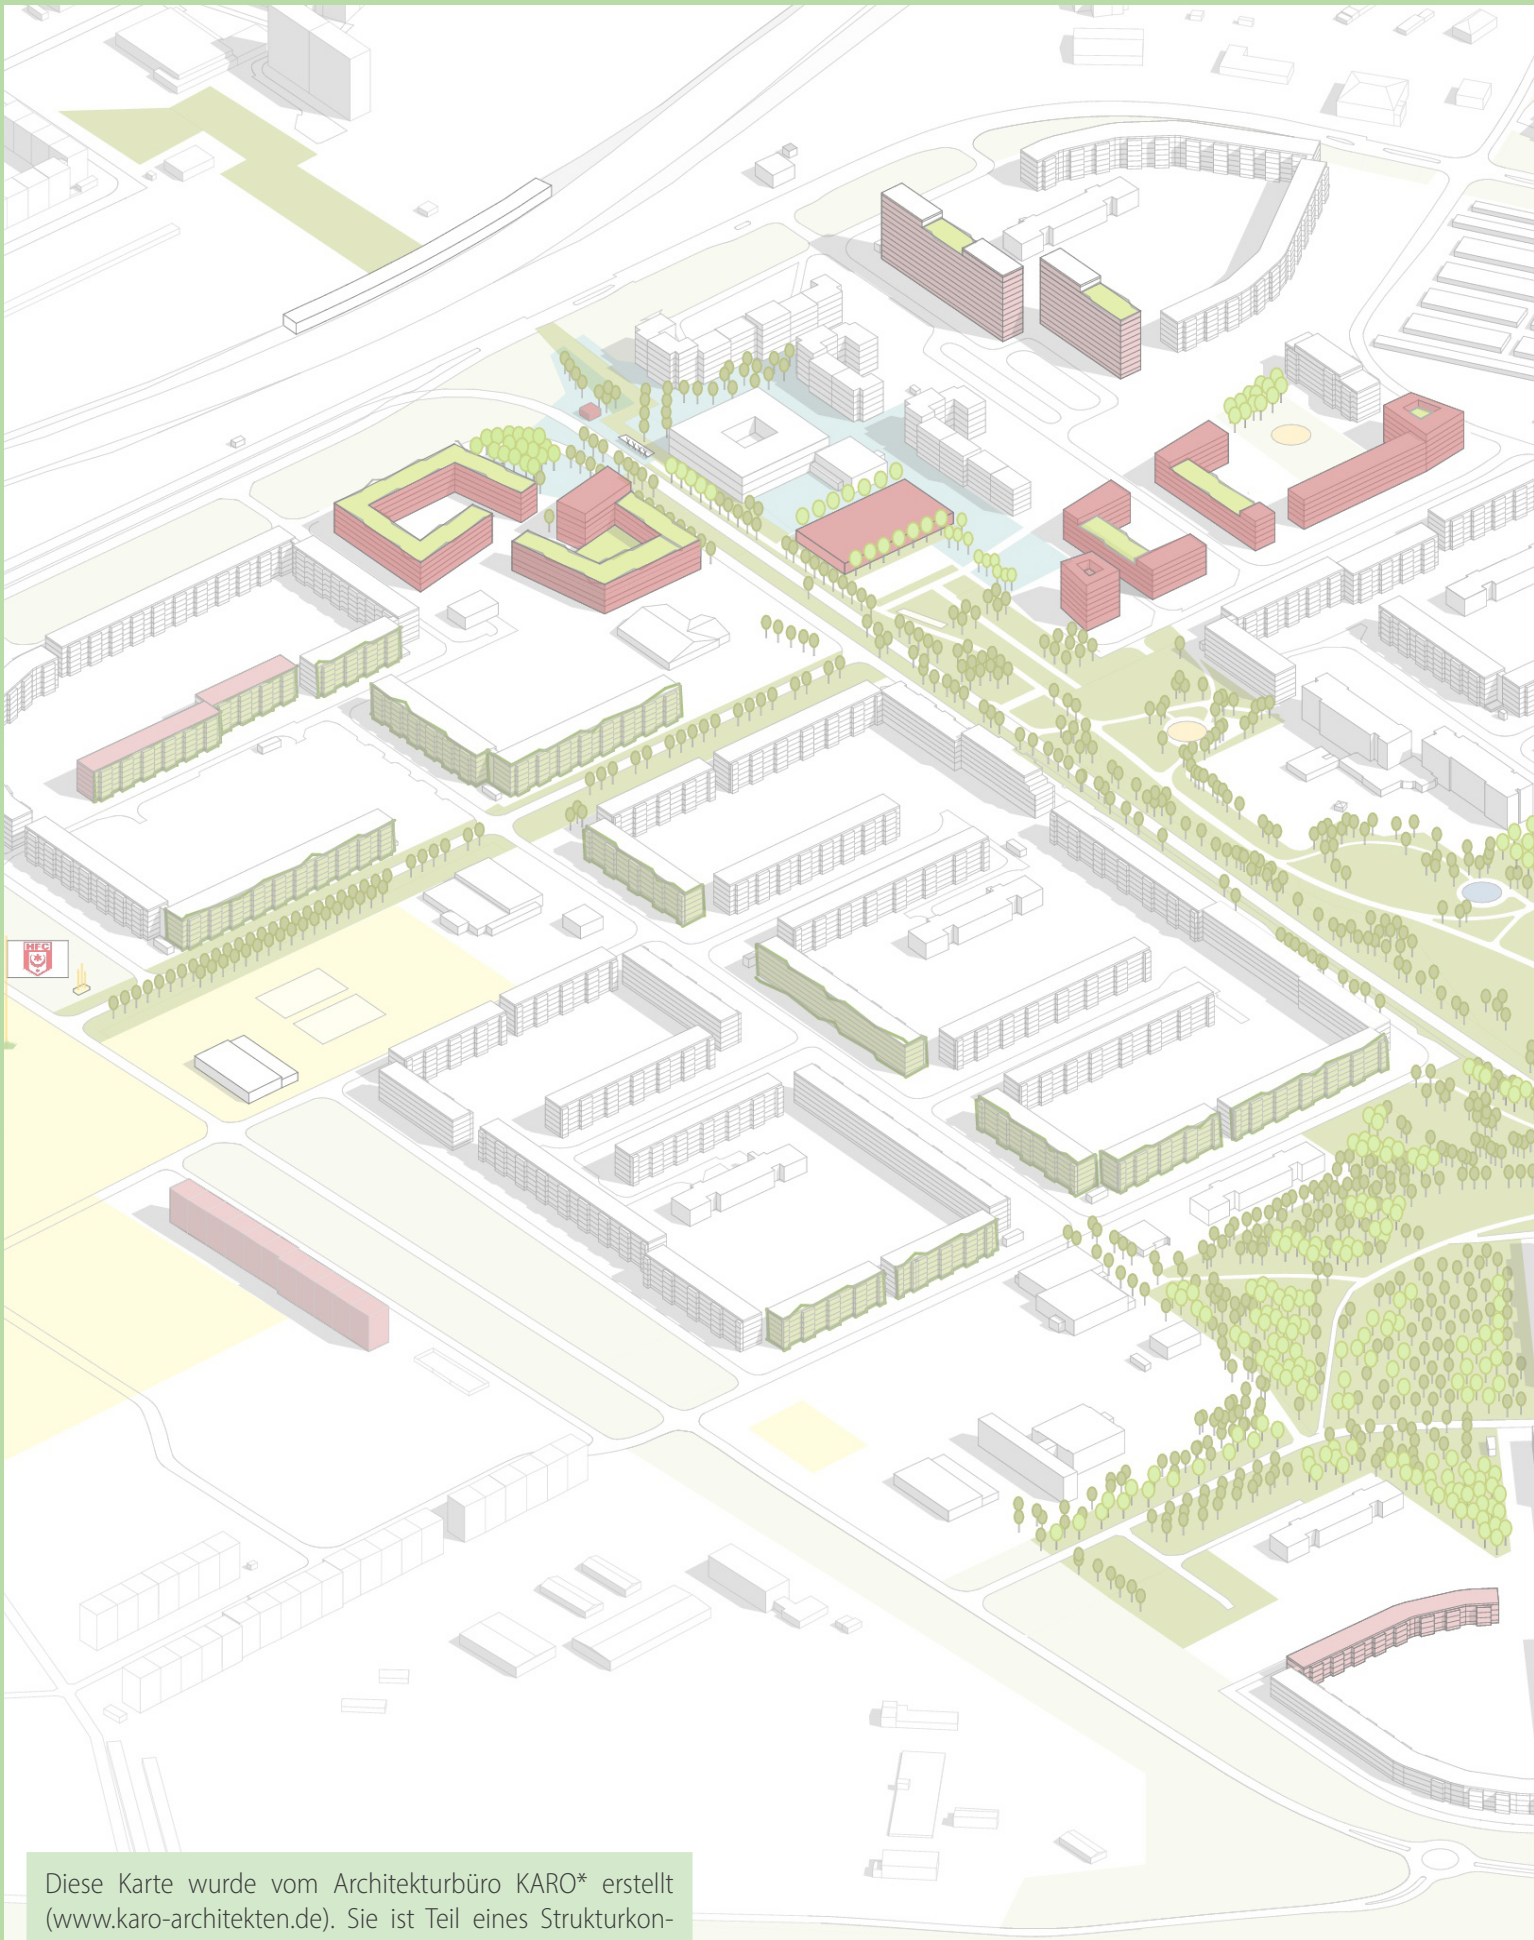 HFC
Diese Karte wurde vom Architekturbüro KARO* erstellt
(www.karo-architekten.de). Sie ist Teil eines Strukturkon-